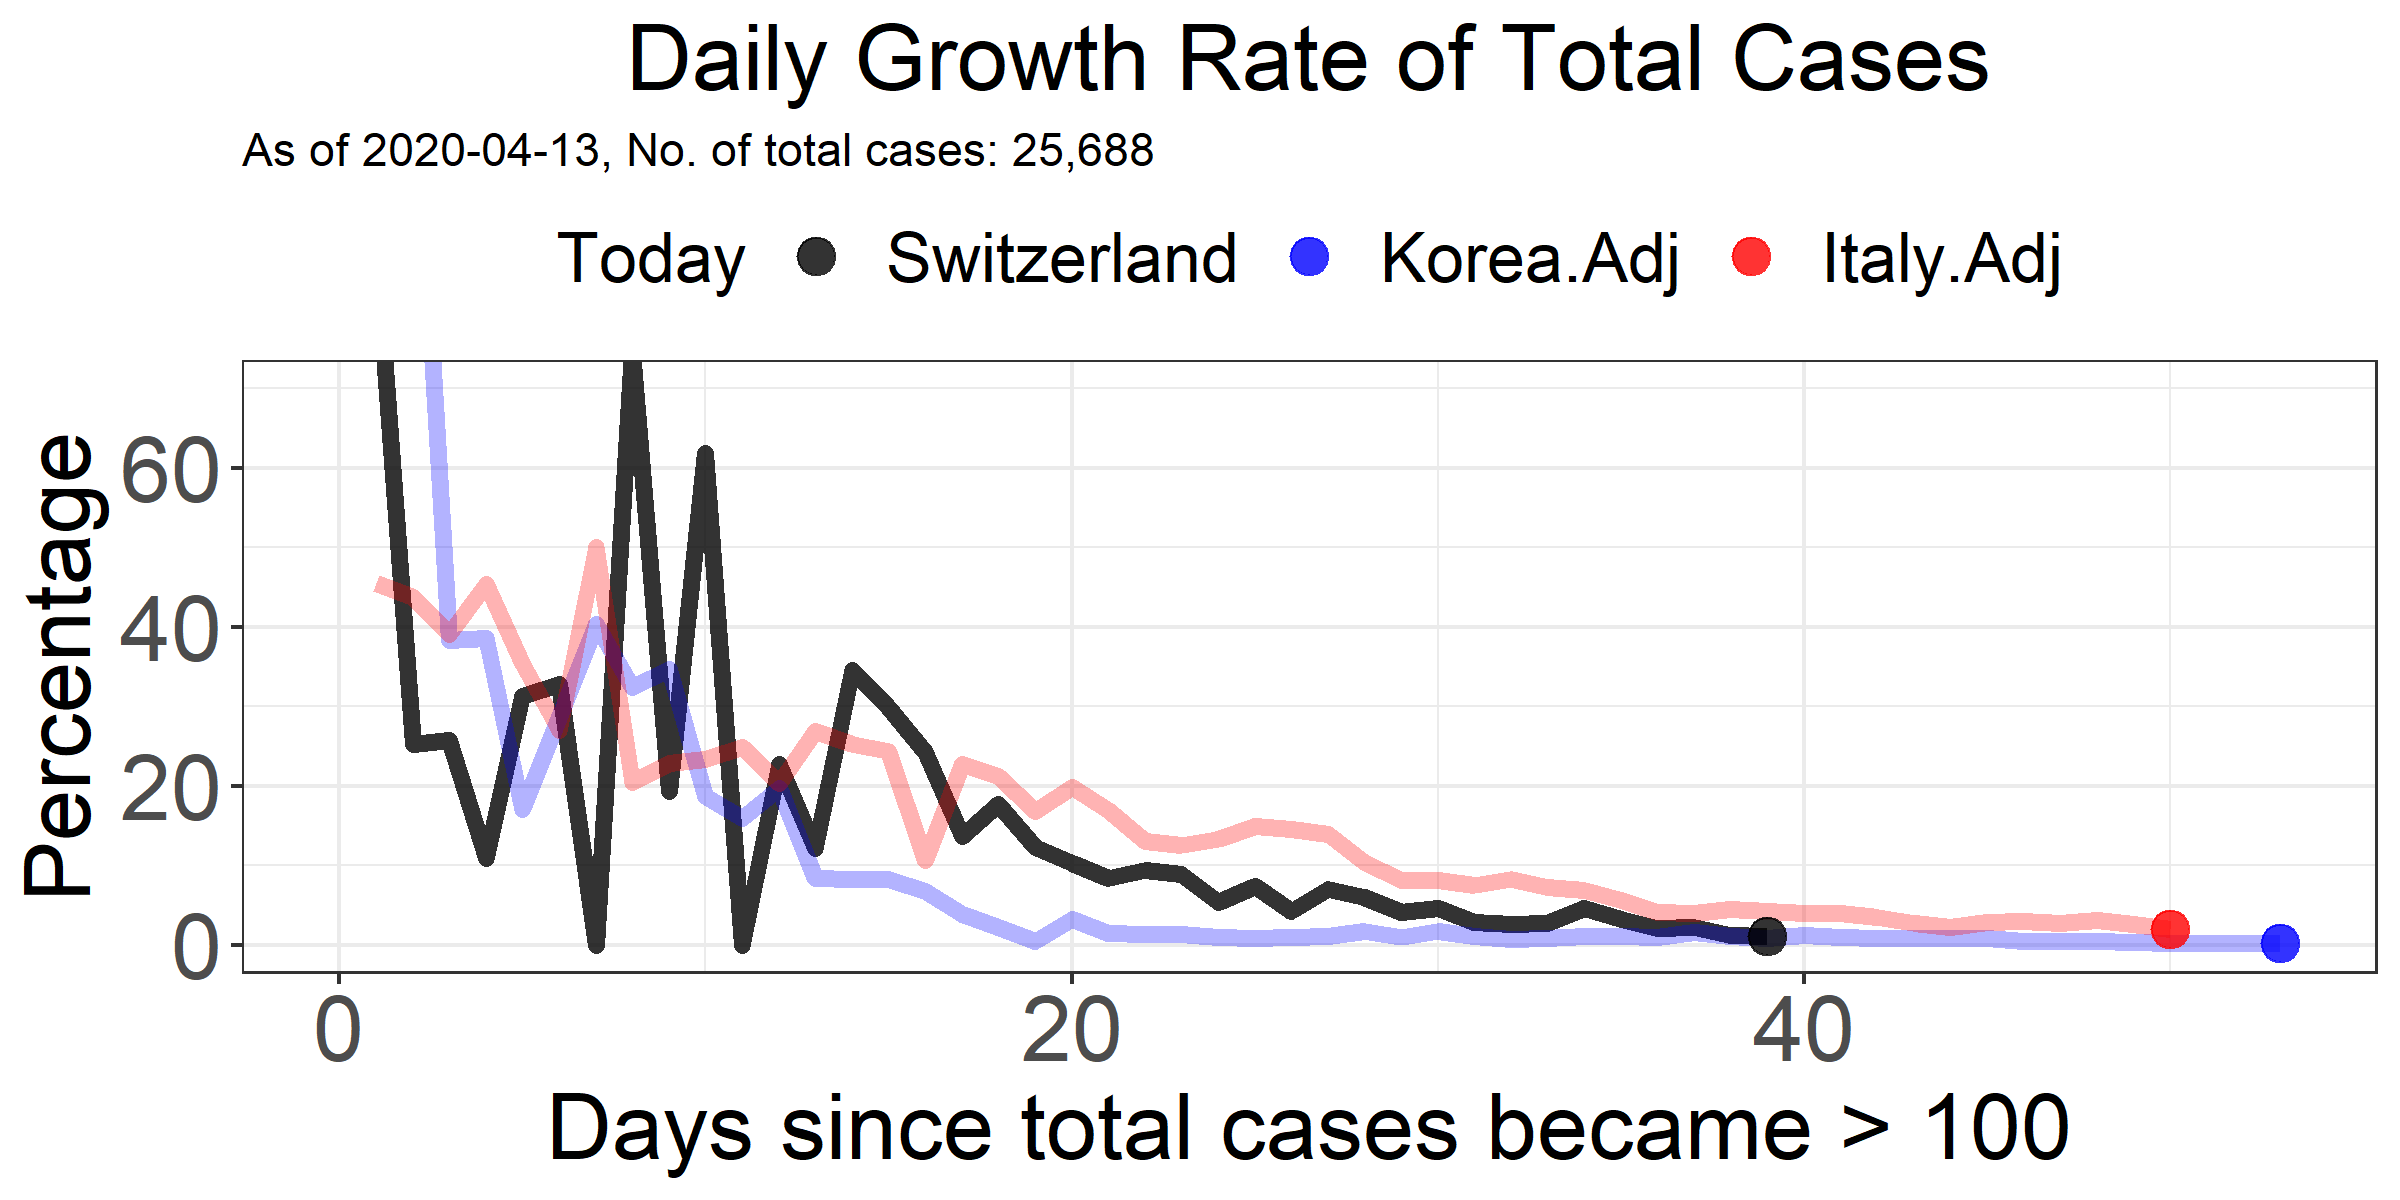 Daily Growth Rate of Total Cases
As of 2020-04-13, No. of total cases: 25,688
Today Switzerland Korea.Adj Italy.Adj
Percentage
60
40
20
0
0 20 40
Days since total cases became > 100